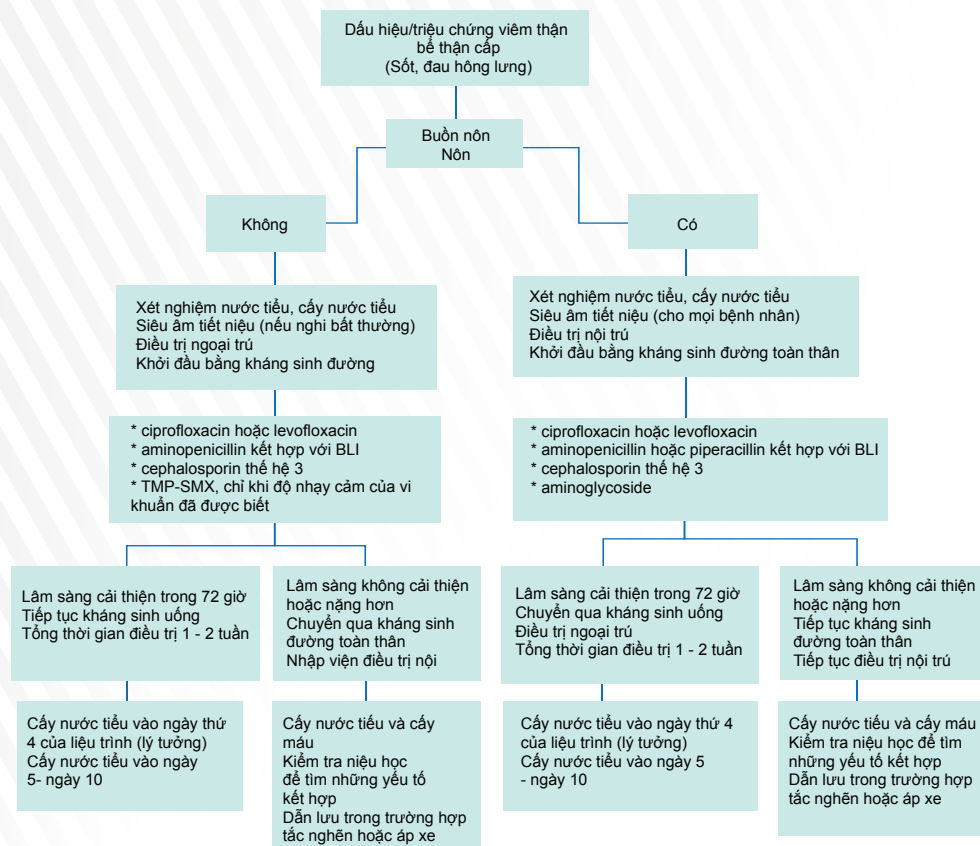 Dấu hiệu/triệu chứng viêm thận
bể thận cấp
(Sốt, đau hông lưng)
Buồn nôn
Nôn
Không
Có
Xét nghiệm nước tiểu, cấy nước tiểu
Siêu âm tiết niệu (nếu nghi bất thường)
Điều trị ngoại trú
Khởi đầu bằng kháng sinh đường
Xét nghiệm nước tiểu, cấy nước tiểu
Siêu âm tiết niệu (cho mọi bệnh nhân)
Điều trị nội trú
Khởi đầu bằng kháng sinh đường toàn thân
* ciprofloxacin hoặc levofloxacin
* aminopenicillin kết hợp với BLI
* cephalosporin thế hệ 3
* TMP-SMX, chỉ khi độ nhạy cảm của vi
khuẩn đã được biết
* ciprofloxacin hoặc levofloxacin
* aminopenicillin hoặc piperacillin kết hợp với BLI
* cephalosporin thế hệ 3
* aminoglycoside
Lâm sàng cải thiện trong 72 giờ
Tiếp tục kháng sinh uống
Tổng thời gian điều trị 1 - 2 tuần
Lâm sàng không cải thiện
hoặc nặng hơn
Chuyển qua kháng sinh
đường toàn thân
Nhập viện điều trị nội
Lâm sàng cải thiện trong 72 giờ
Chuyển qua kháng sinh uống
Điều trị ngoại trú
Tổng thời gian điều trị 1 - 2 tuần
Lâm sàng không cải thiện
hoặc nặng hơn
Tiếp tục kháng sinh
đường toàn thân
Tiếp tục điều trị nội trú
Cấy nước tiểu vào ngày thứ
4 của liệu trình (lý tưởng)
Cấy nước tiểu vào ngày
5- ngày 10
Cấy nước tiếu và cấy
máu
Kiểm tra niệu học
để tìm những yếu tố
kết hợp
Dẫn lưu trong trường hợp
tắc nghẽn hoặc áp xe
Cấy nước tiểu vào ngày thứ 4
của liệu trình (lý tưởng)
Cấy nước tiểu vào ngày 5
- ngày 10
Cấy nước tiếu và cấy máu
Kiểm tra niệu học để tìm
những yếu tố kết hợp
Dẫn lưu trong trường hợp
tắc nghẽn hoặc áp xe